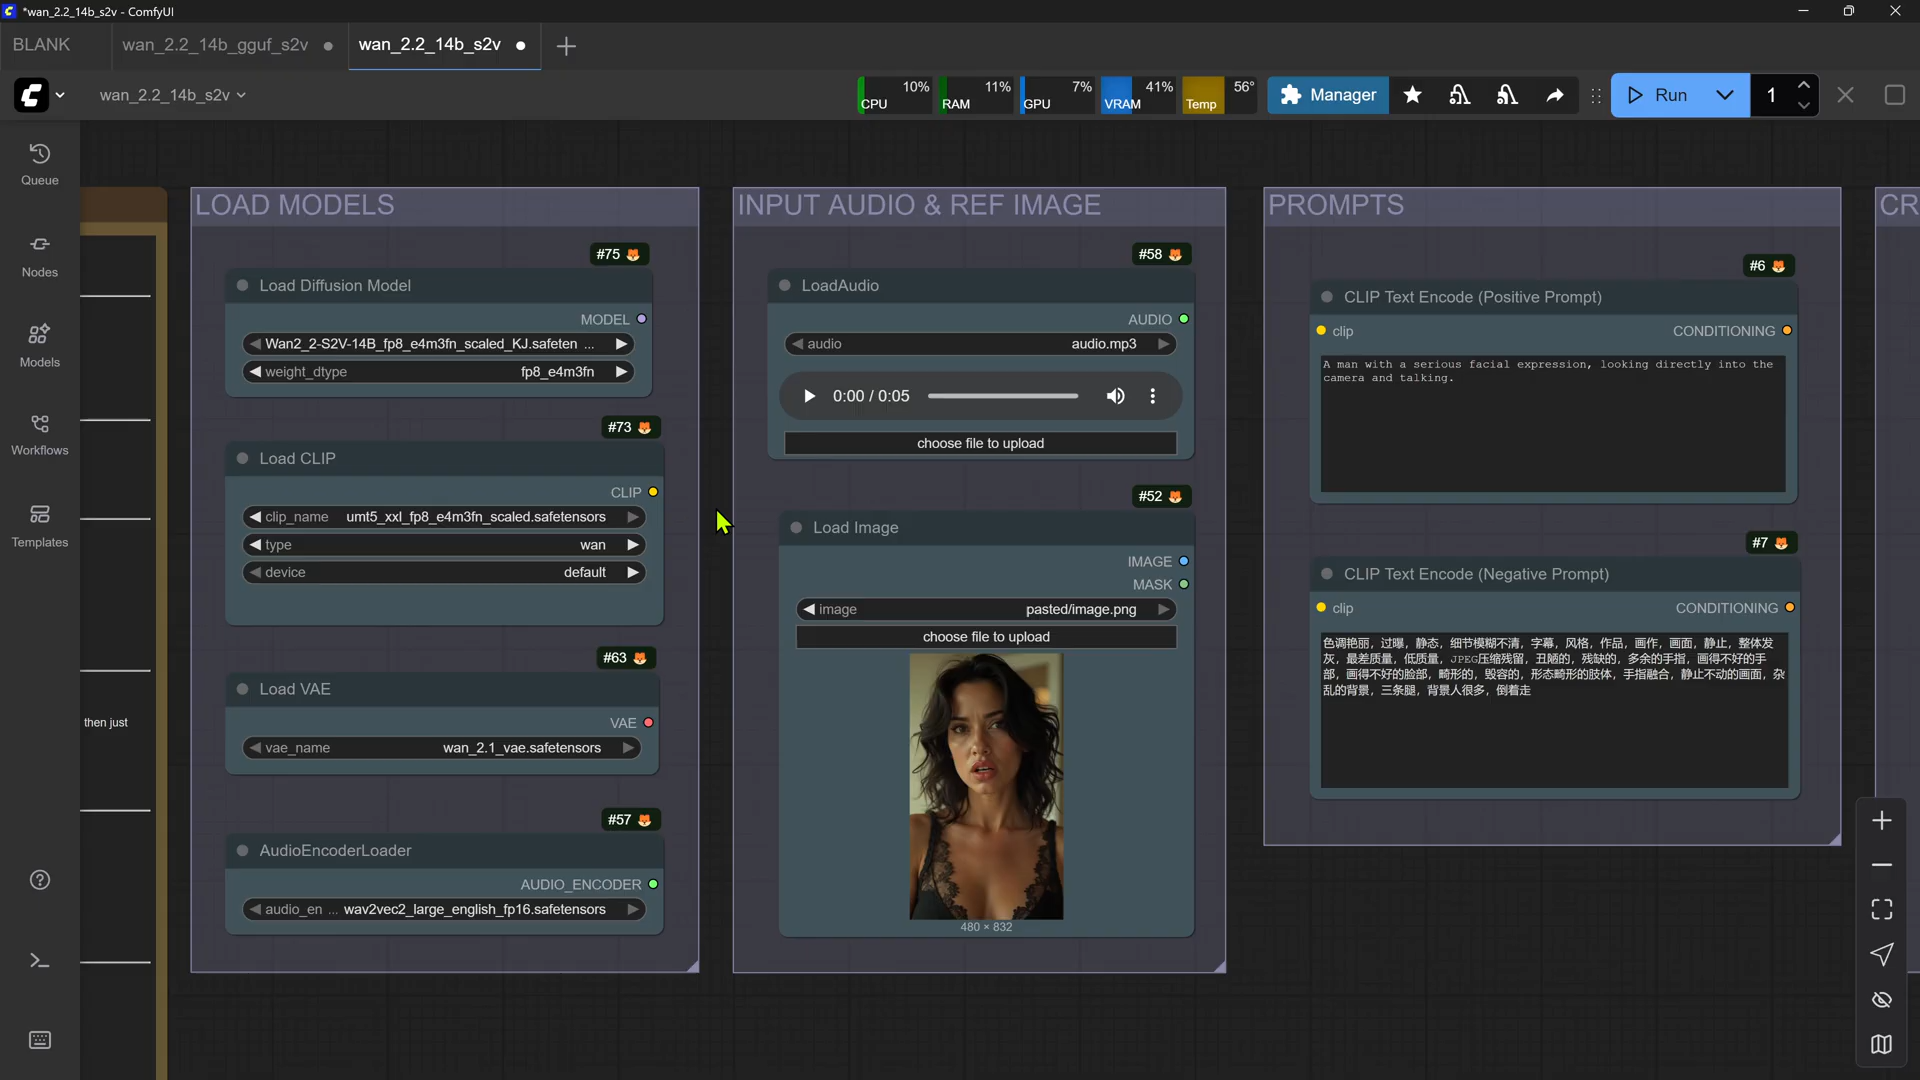 *wan_2.2_14b_s2v - ComfyUI
BLANK
wan_2.2_14b_gguf_s2v
wan_2.2_14b_s2v
wan_2.2_14b_s2v
CPU 10%
RAM 11%
GPU 7%
VRAM 41%
Temp 56°
Manager
Run
1
Queue
Nodes
Models
Workflows
Templates
then just
LOAD MODELS
#75
Load Diffusion Model
MODEL
Wan2_2-S2V-14B_fp8_e4m3fn_scaled_KJ.safeten ...
weight_dtype fp8_e4m3fn
#73
Load CLIP
CLIP
clip_name umt5_xxl_fp8_e4m3fn_scaled.safetensors
type wan
device default
#63
Load VAE
VAE
vae_name wan_2.1_vae.safetensors
#57
AudioEncoderLoader
AUDIO_ENCODER
audio_en ... wav2vec2_large_english_fp16.safetensors
INPUT AUDIO & REF IMAGE
#58
LoadAudio
AUDIO
audio audio.mp3
0:00 / 0:05
choose file to upload
#52
Load Image
IMAGE
MASK
image pasted/image.png
choose file to upload
480 × 832
PROMPTS
#6
CLIP Text Encode (Positive Prompt)
clip CONDITIONING
A man with a serious facial expression, looking directly into the
camera and talking.
#7
CLIP Text Encode (Negative Prompt)
clip CONDITIONING
色调艳丽，过曝，静态，细节模糊不清，字幕，风格，作品，画作，画面，静止，整体发
灰，最差质量，低质量，JPEG压缩残留，丑陋的，残缺的，多余的手指，画得不好的手
部，画得不好的脸部，畸形的，毁容的，形态畸形的肢体，手指融合，静止不动的画面，杂
乱的背景，三条腿，背景人很多，倒着走
CR